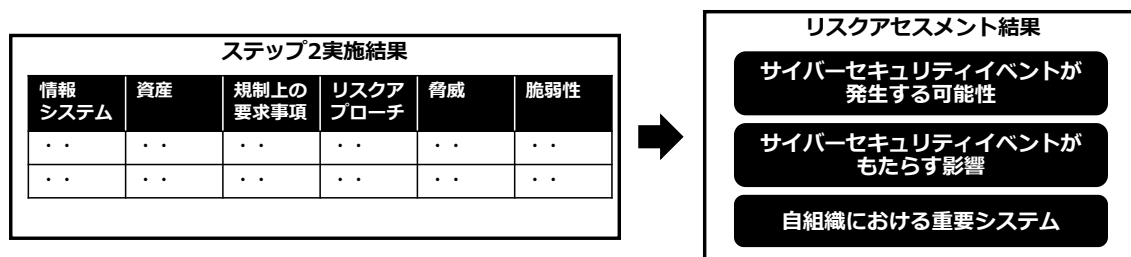 ステップ2実施結果
情報
システム
資産
規制上の
要求事項
リスクア
プローチ
脅威
脆弱性
・・ ・・ ・・ ・・ ・・ ・・
・・ ・・ ・・ ・・ ・・ ・・
リスクアセスメント結果
サイバーセキュリティイベントが
発生する可能性
サイバーセキュリティイベントが
もたらす影響
自組織における重要システム